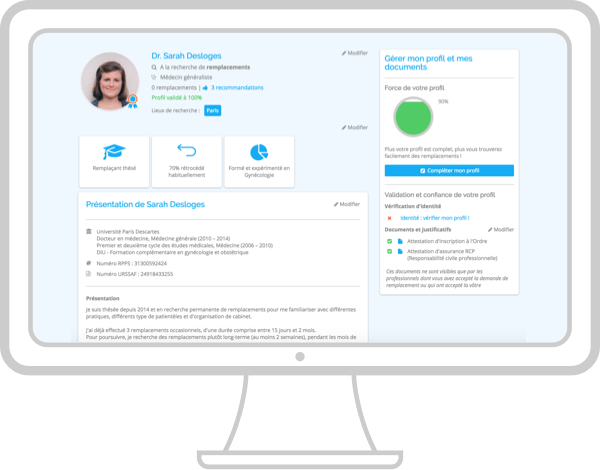 Dr. Sarah Desloges
Modifier
A la recherche de remplacements
Médecin généraliste
0 remplacements | 3 recommandations
Profil validé à 100%
Lieux de recherche : Paris
Modifier
Remplaçant thésé
70% rétrocédé
habituellement
Formé et expérimenté en
Gynécologie
Présentation de Sarah Desloges
Modifier
Université Paris Descartes
Docteur en médecine, Médecine générale (2010 – 2014)
Premier et deuxième cycle des études médicales, Médecine (2006 – 2010)
DIU - Formation complémentaire en gynécologie et obstétrique
Numéro RPPS : 31300592424
Numéro URSSAF : 24918433255
Présentation
Je suis thésée depuis 2014 et en recherche permanente de remplacements pour me familiariser avec différentes
pratiques, différents type de patientèles et d'organisation de cabinet.
J'ai déjà effectué 3 remplacements occasionnels, d'une durée comprise entre 15 jours et 2 mois.
Pour poursuivre, je recherche des remplacements plutôt long-terme (au moins 2 semaines), pendant les mois de
Gérer mon profil et mes
documents
Force de votre profil
90%
Plus votre profil est complet, plus vous trouverez
facilement des remplacements !
Compléter mon profil
Validation et confiance de votre profil
Vérification d'identité
Identité : vérifier mon profil !
Documents et justificatifs
Modifier
Attestation d'inscription à l'Ordre
Attestation d'assurance RCP
(Responsabilité civile professionnelle)
Ces documents ne sont visibles que par les
professionnels dont vous avez accepté la demande de
remplacement ou qui ont accepté la vôtre